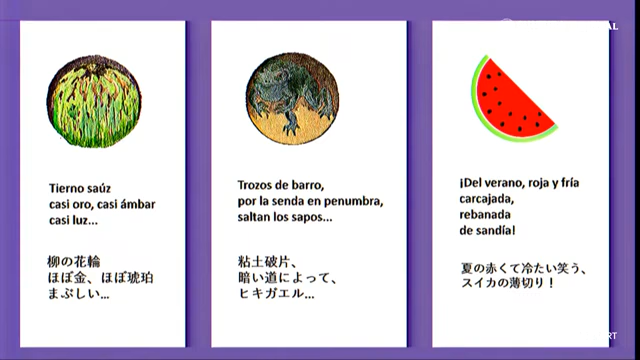 Tierno saúz
casi oro, casi ámbar
casi luz...
柳の花輪
ほぼ金、ほぼ琥珀
まぶしい...
Trozos de barro,
por la senda en penumbra,
saltan los sapos...
粘土破片、
暗い道によって、
ヒキガエル...
¡Del verano, roja y fría
carcajada,
rebanada
de sandía!
夏の赤くて冷たい笑う、
スイカの薄切り！